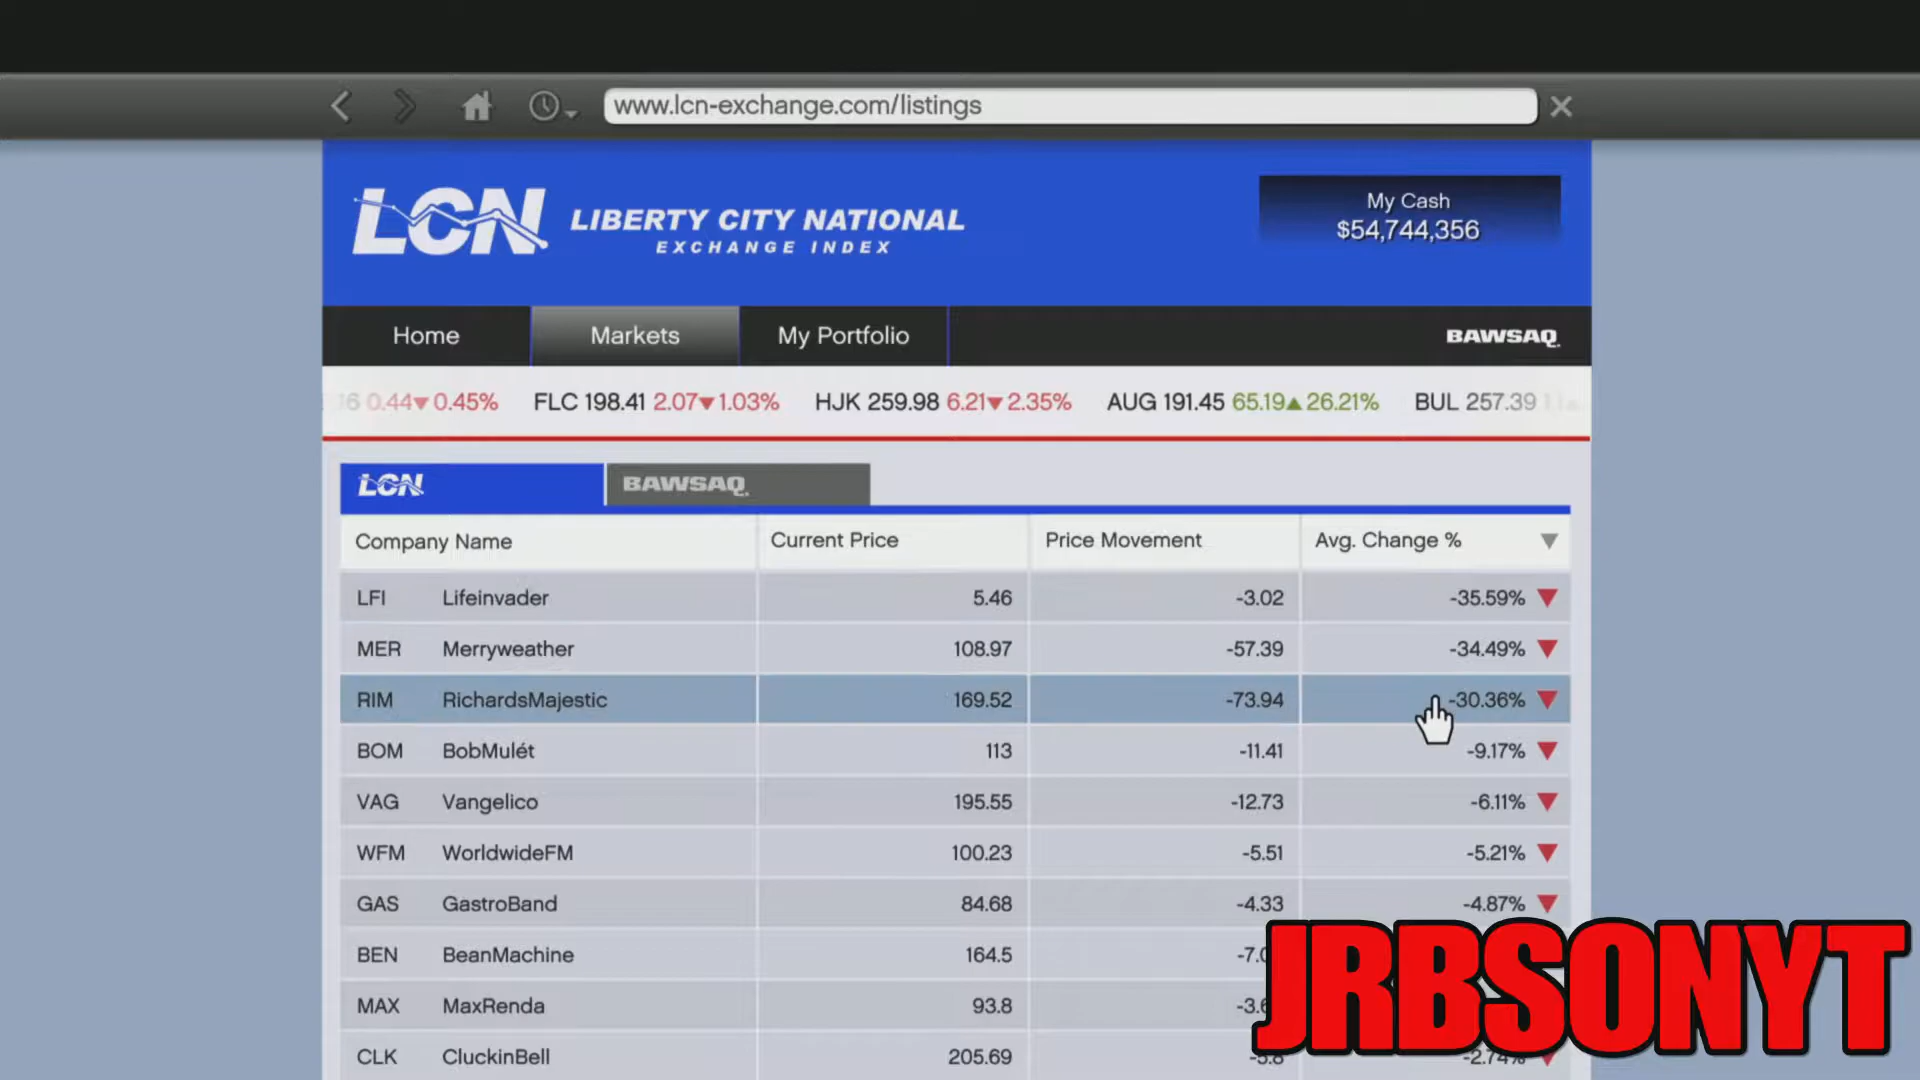 www.lcn-exchange.com/listings
LCN LIBERTY CITY NATIONAL
EXCHANGE INDEX
My Cash
$54,744,356
Home Markets My Portfolio BAWSAQ
0.44▼0.45% FLC 198.41 2.07▼1.03% HJK 259.98 6.21▼2.35% AUG 191.45 65.19▲26.21% BUL 257.39
LCN BAWSAQ
Company Name Current Price Price Movement Avg. Change %
LFI Lifeinvader 5.46 -3.02 -35.59%
MER Merryweather 108.97 -57.39 -34.49%
RIM RichardsMajestic 169.52 -73.94 -30.36%
BOM BobMulét 113 -11.41 -9.17%
VAG Vangelico 195.55 -12.73 -6.11%
WFM WorldwideFM 100.23 -5.51 -5.21%
GAS GastroBand 84.68 -4.33 -4.87%
BEN BeanMachine 164.5
MAX MaxRenda 93.8
CLK CluckinBell 205.69 -5.8 -2.74%
JRBSONYT